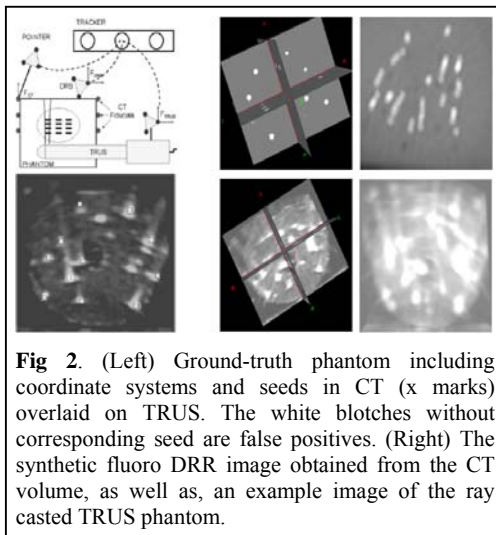 TRACKER
POINTER
DRB
CT
Fiducials
TRUS
PHANTOM
Fig 2. (Left) Ground-truth phantom including
coordinate systems and seeds in CT (x marks)
overlaid on TRUS. The white blotches without
corresponding seed are false positives. (Right) The
synthetic fluoro DRR image obtained from the CT
volume, as well as, an example image of the ray
casted TRUS phantom.